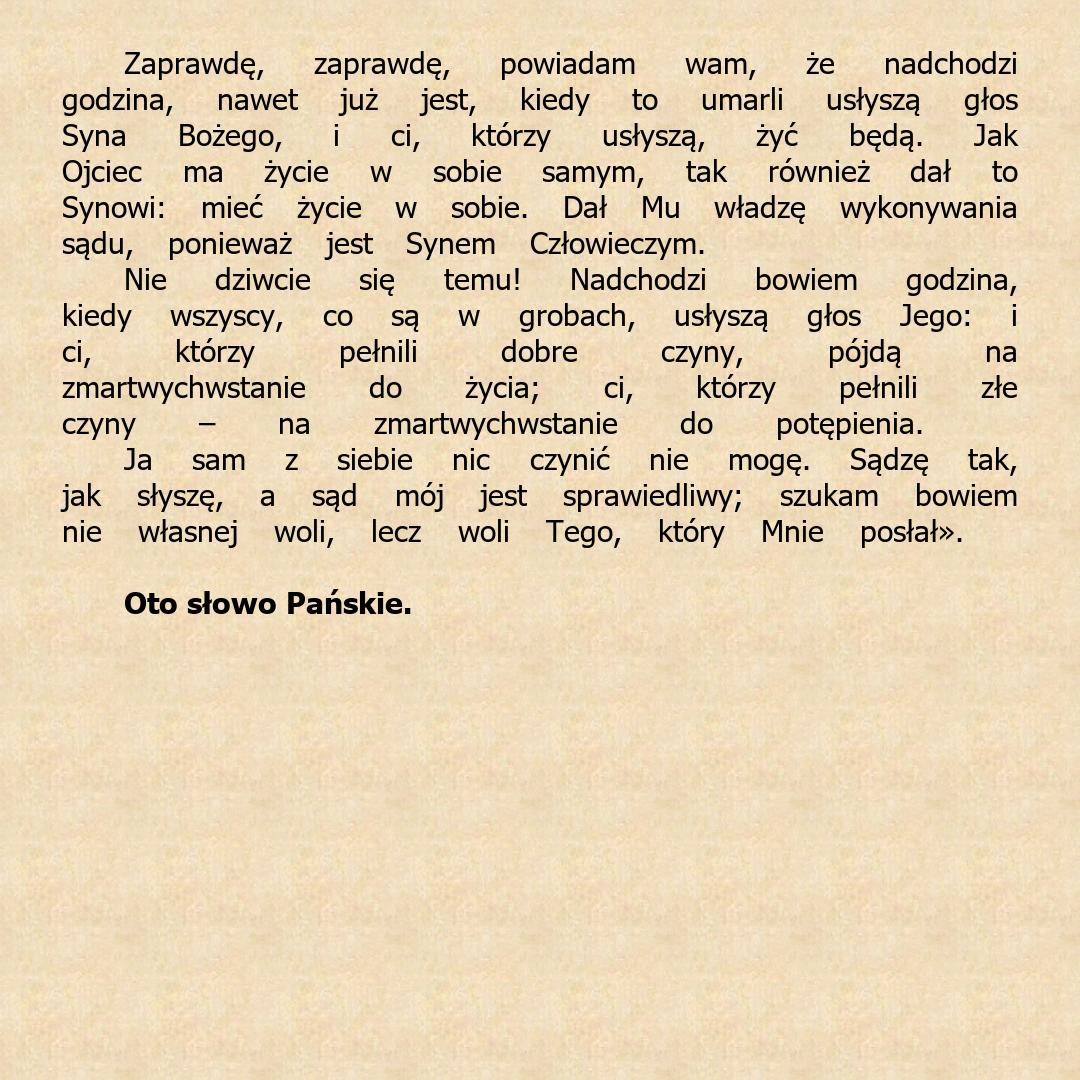 Zaprawdę, zaprawdę, powiadam wam, że nadchodzi
godzina, nawet już jest, kiedy to umarli usłyszą głos
Syna Bożego, i ci, którzy usłyszą, żyć będą. Jak
Ojciec ma życie w sobie samym, tak również dał to
Synowi: mieć życie w sobie. Dał Mu władzę wykonywania
sądu, ponieważ jest Synem Człowieczym.
Nie dziwcie się temu! Nadchodzi bowiem godzina,
kiedy wszyscy, co są w grobach, usłyszą głos Jego: i
ci, którzy pełnili dobre czyny, pójdą na
zmartwychwstanie do życia; ci, którzy pełnili złe
czyny – na zmartwychwstanie do potępienia.
Ja sam z siebie nic czynić nie mogę. Sądzę tak,
jak słyszę, a sąd mój jest sprawiedliwy; szukam bowiem
nie własnej woli, lecz woli Tego, który Mnie posłał».
Oto słowo Pańskie.